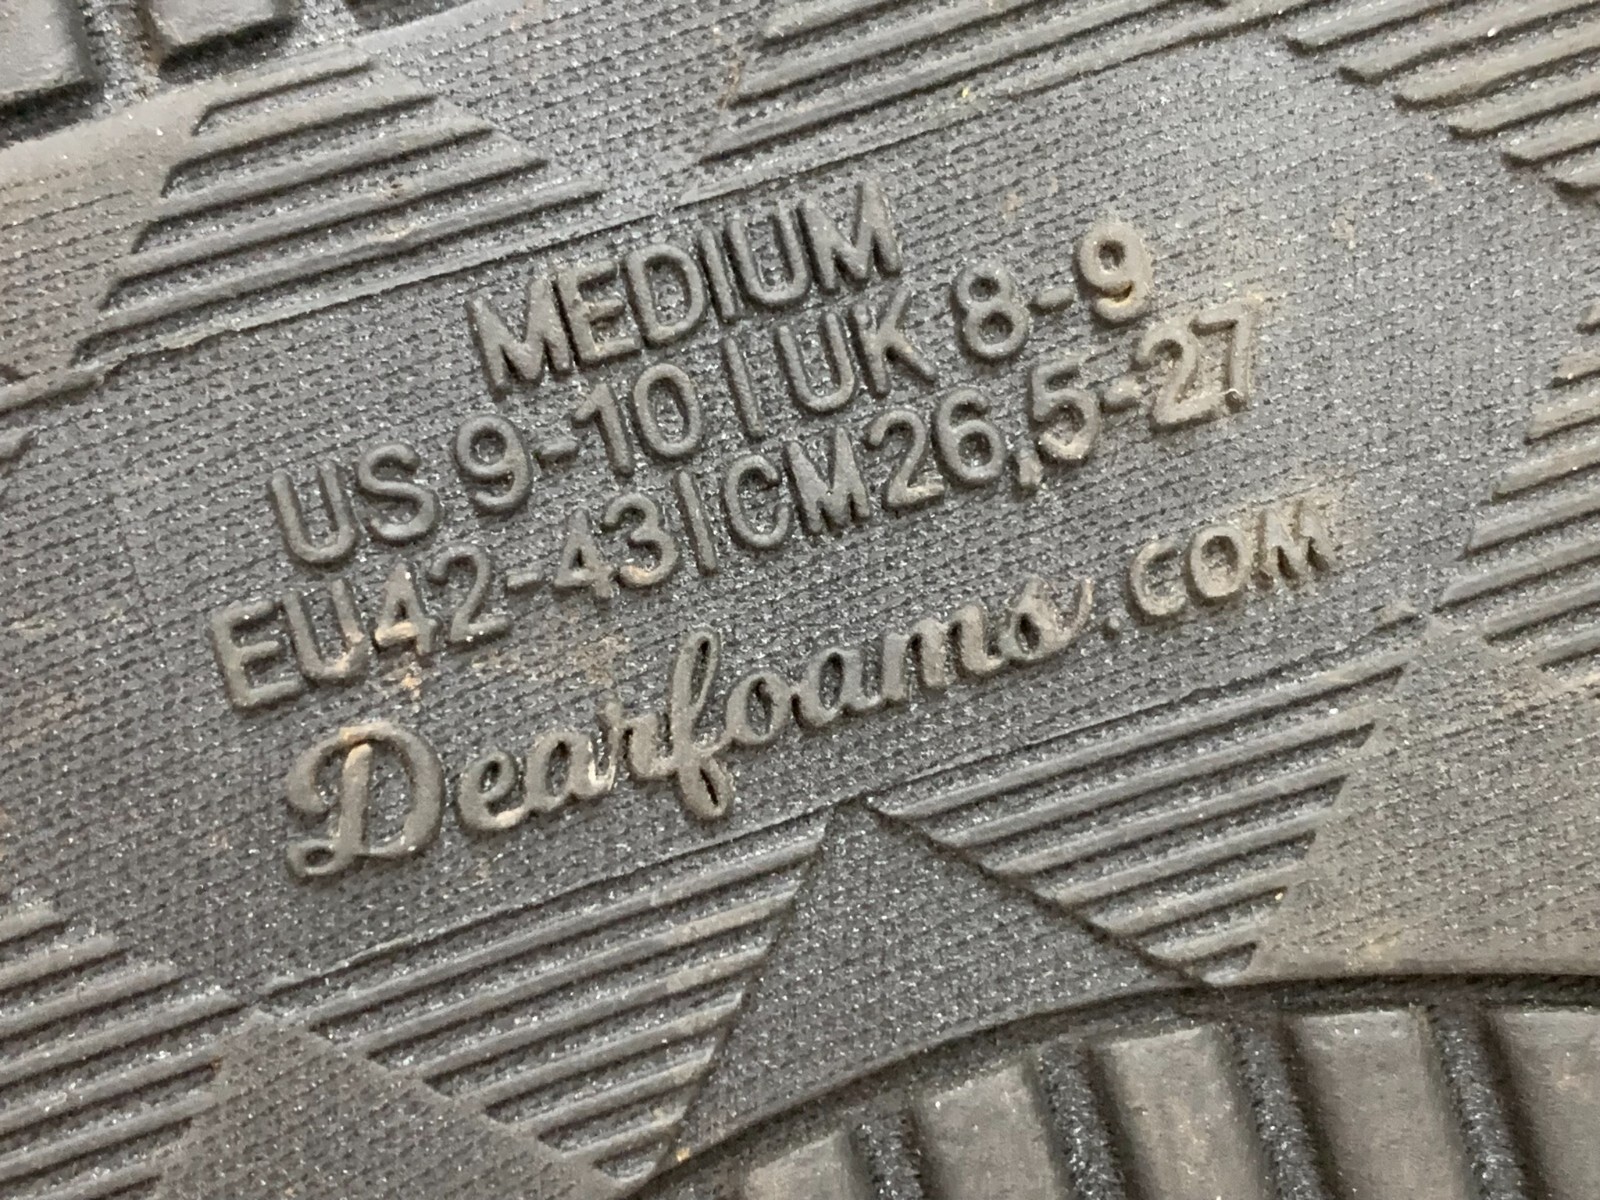 MEDIUM
US 9-10 | UK 8-9
EU42-43 | CM26,5-27
Dearfoams.COM